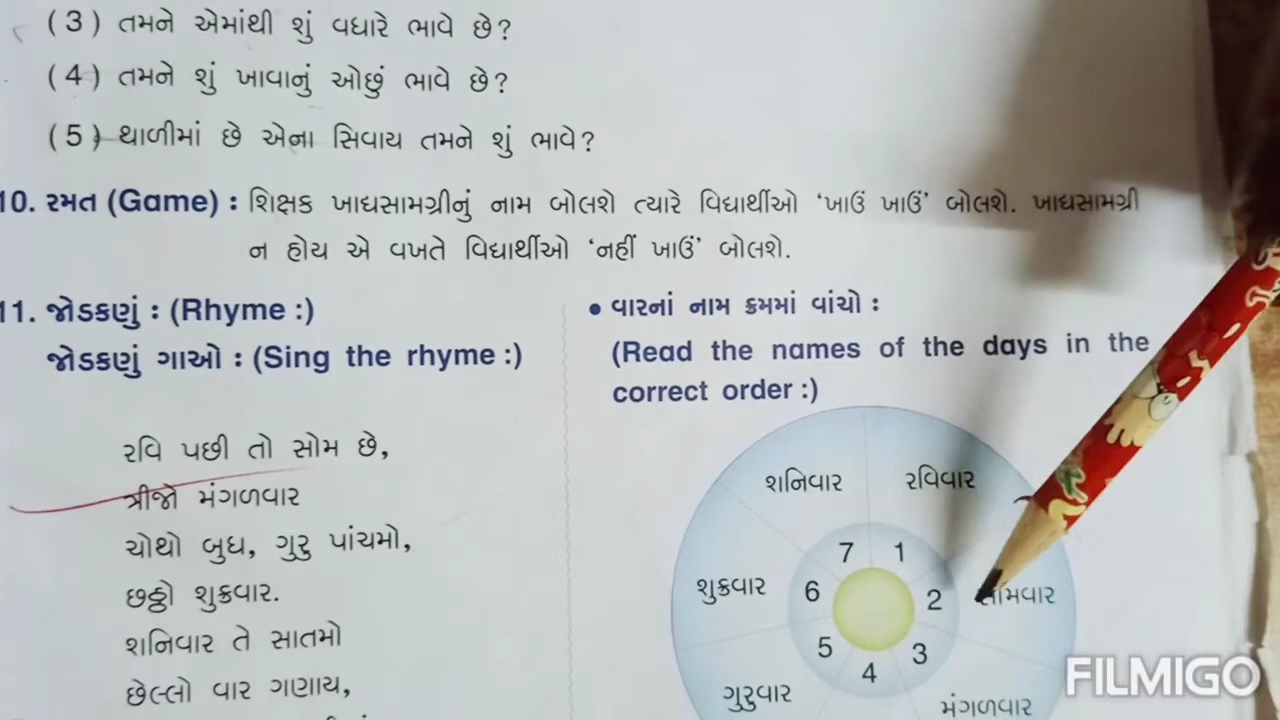 (3) તમને એમાંથી શું વધારે ભાવે છે?
(4) તમને શું ખાવાનું ઓછું ભાવે છે?
(5) થાળીમાં છે એના સિવાય તમને શું ભાવે?
10. રમત (Game) : શિક્ષક ખાદ્યસામગ્રીનું નામ બોલશે ત્યારે વિદ્યાર્થીઓ ‘ખાઉં ખાઉં’ બોલશે. ખાદ્યસામગ્રી
ન હોય એ વખતે વિદ્યાર્થીઓ ‘નહીં ખાઉં’ બોલશે.
11. જોડકણું : (Rhyme :)
જોડકણું ગાઓ : (Sing the rhyme :)
રવિ પછી તો સોમ છે,
ત્રીજો મંગળવાર
ચોથો બુધ, ગુરુ પાંચમો,
છઠ્ઠો શુક્રવાર.
શનિવાર તે સાતમો
છેલ્લો વાર ગણાય,
• વારનાં નામ ક્રમમાં વાંચો :
(Read the names of the days in the
correct order :)
શનિવાર રવિવાર
7 1
શુક્રવાર 6 2 સોમવાર
5 3
4
ગુરુવાર મંગળવાર
FILMIGO